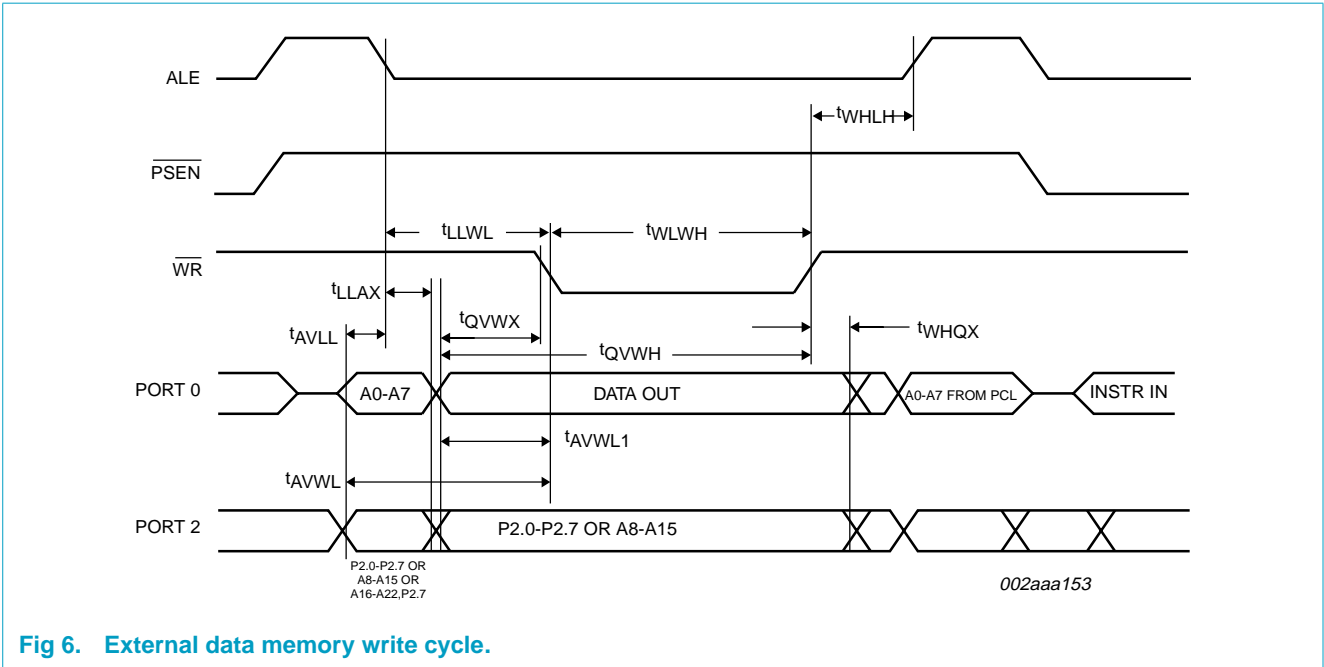 ALE
tWHLH
PSEN
tLLWL
tWLWH
WR
tLLAX
tQVWX
tWHQX
tAVLL
tQVWH
PORT 0
A0-A7
DATA OUT
A0-A7 FROM PCL
INSTR IN
tAVWL1
tAVWL
PORT 2
P2.0-P2.7 OR A8-A15
P2.0-P2.7 OR
A8-A15 OR
A16-A22,P2.7
002aaa153
Fig 6. External data memory write cycle.